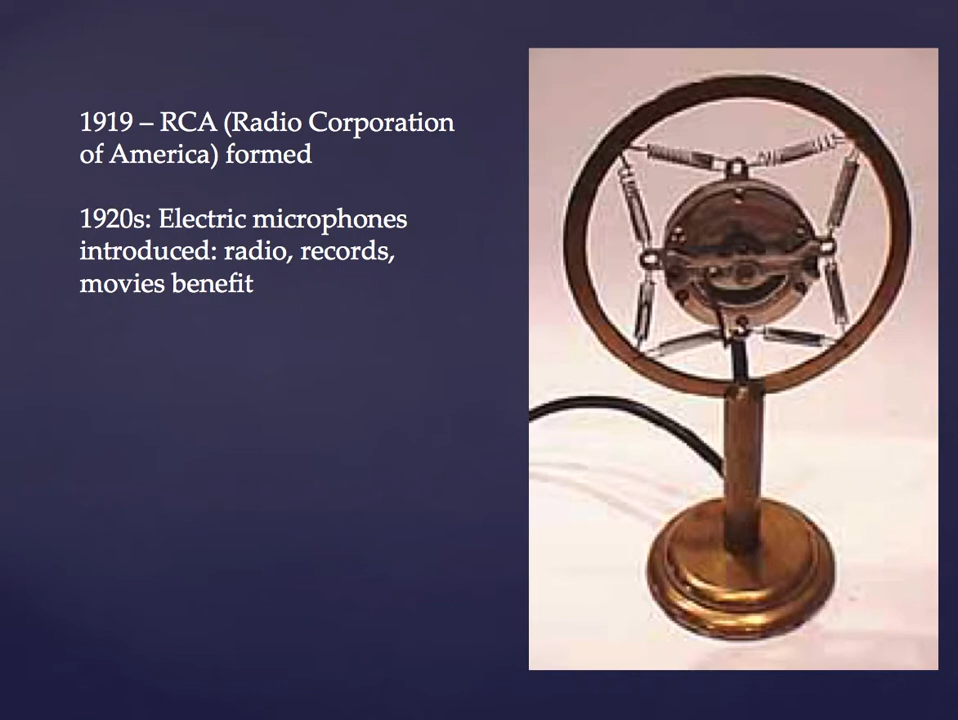 1919 – RCA (Radio Corporation
of America) formed
1920s: Electric microphones
introduced: radio, records,
movies benefit